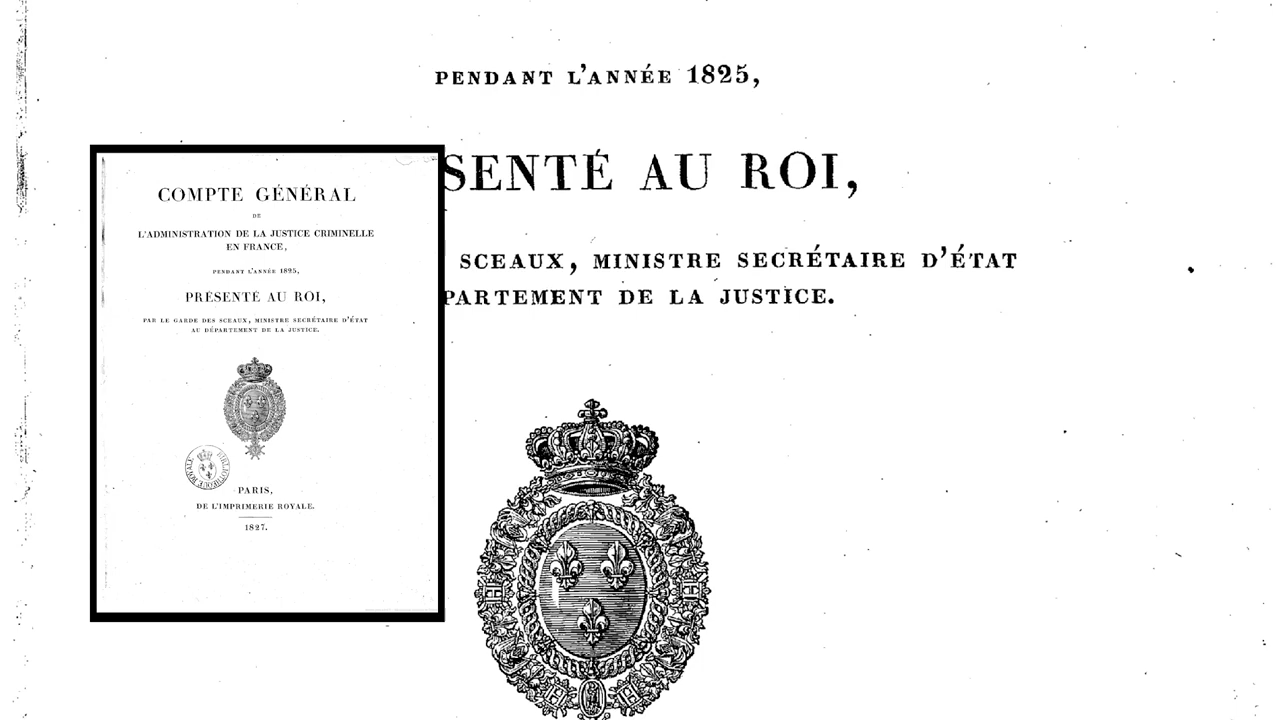 PENDANT L'ANNÉE 1825,
SENTÉ AU ROI,
SCEAUX, MINISTRE SECRÉTAIRE D'ÉTAT
PARTEMENT DE LA JUSTICE.
COMPTE GÉNÉRAL
DE
L'ADMINISTRATION DE LA JUSTICE CRIMINELLE
EN FRANCE,
PENDANT L'ANNÉE 1825,
PRÉSENTÉ AU ROI,
PAR LE GARDE DES SCEAUX, MINISTRE SECRÉTAIRE D'ÉTAT
AU DÉPARTEMENT DE LA JUSTICE.
BIBLIOTHEQUE ROYALE
PARIS,
DE L'IMPRIMERIE ROYALE.
1827.